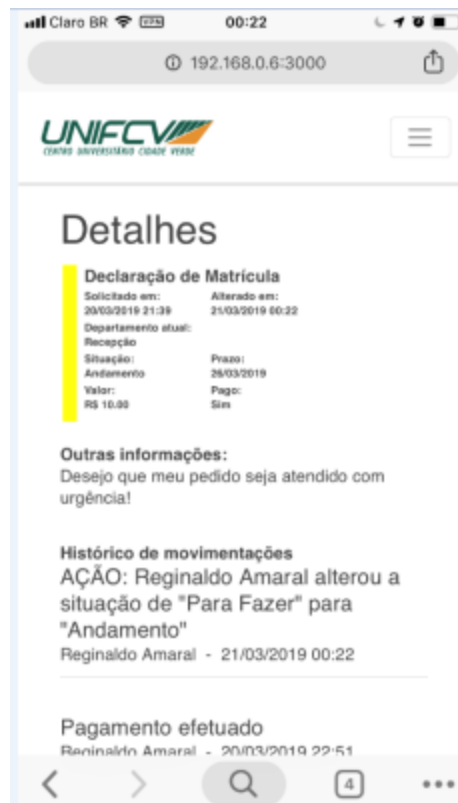 Claro BR VPN 00:22
192.168.0.6:3000
UNIFCV
CENTRO UNIVERSITÁRIO CIDADE VERDE
Detalhes
Declaração de Matrícula
Solicitado em: Alterado em:
20/03/2019 21:39 21/03/2019 00:22
Departamento atual:
Recepção
Situação: Prazo:
Andamento 26/03/2019
Valor: Pago:
R$ 10.00 Sim
Outras informações:
Desejo que meu pedido seja atendido com
urgência!
Histórico de movimentações
AÇÃO: Reginaldo Amaral alterou a
situação de "Para Fazer" para
"Andamento"
Reginaldo Amaral - 21/03/2019 00:22
Pagamento efetuado
Reginaldo Amaral - 20/03/2019 22:51
4